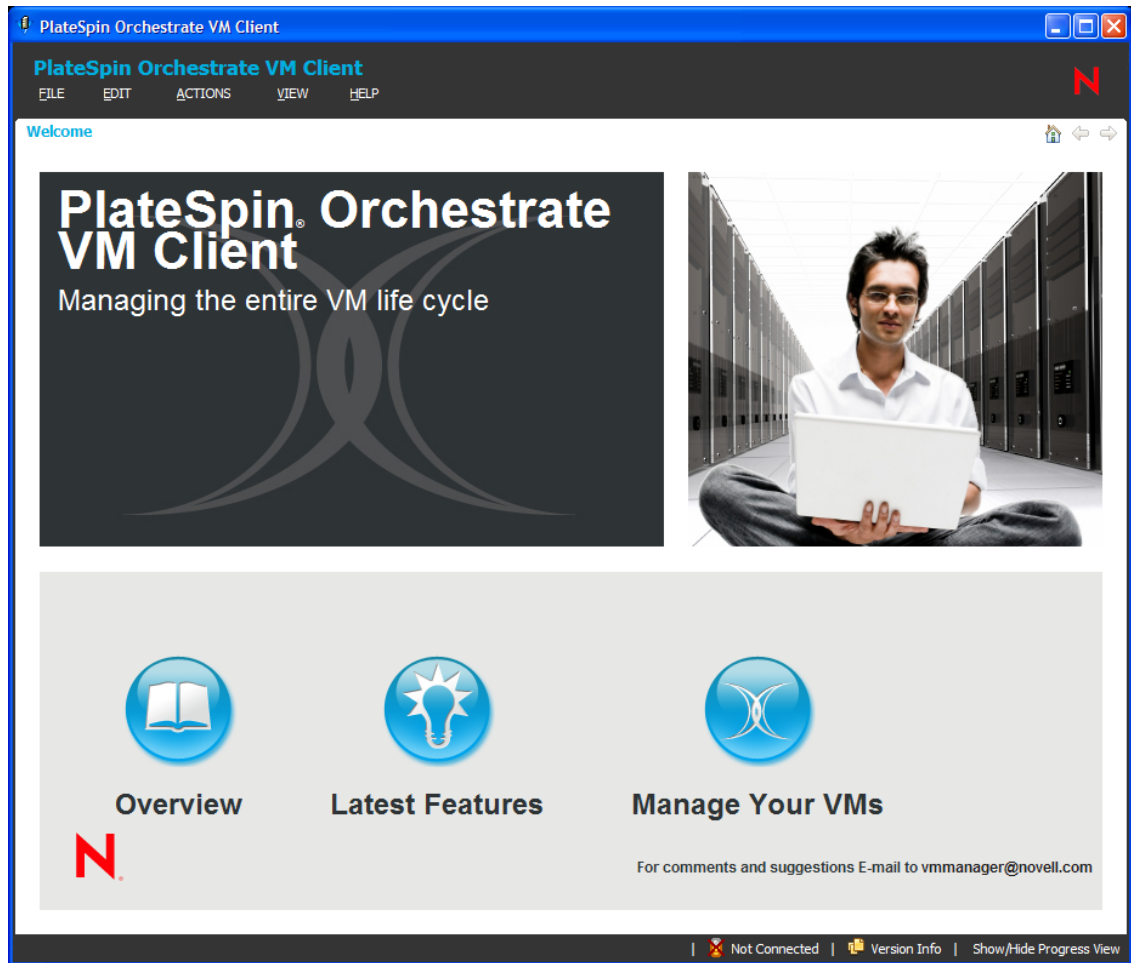 PlateSpin Orchestrate VM Client
PlateSpin Orchestrate VM Client
FILE EDIT ACTIONS VIEW HELP
N
Welcome
PlateSpin® Orchestrate
VM Client
Managing the entire VM life cycle
Overview Latest Features Manage Your VMs
N®
For comments and suggestions E-mail to vmmanager@novell.com
| Not Connected | Version Info | Show/Hide Progress View